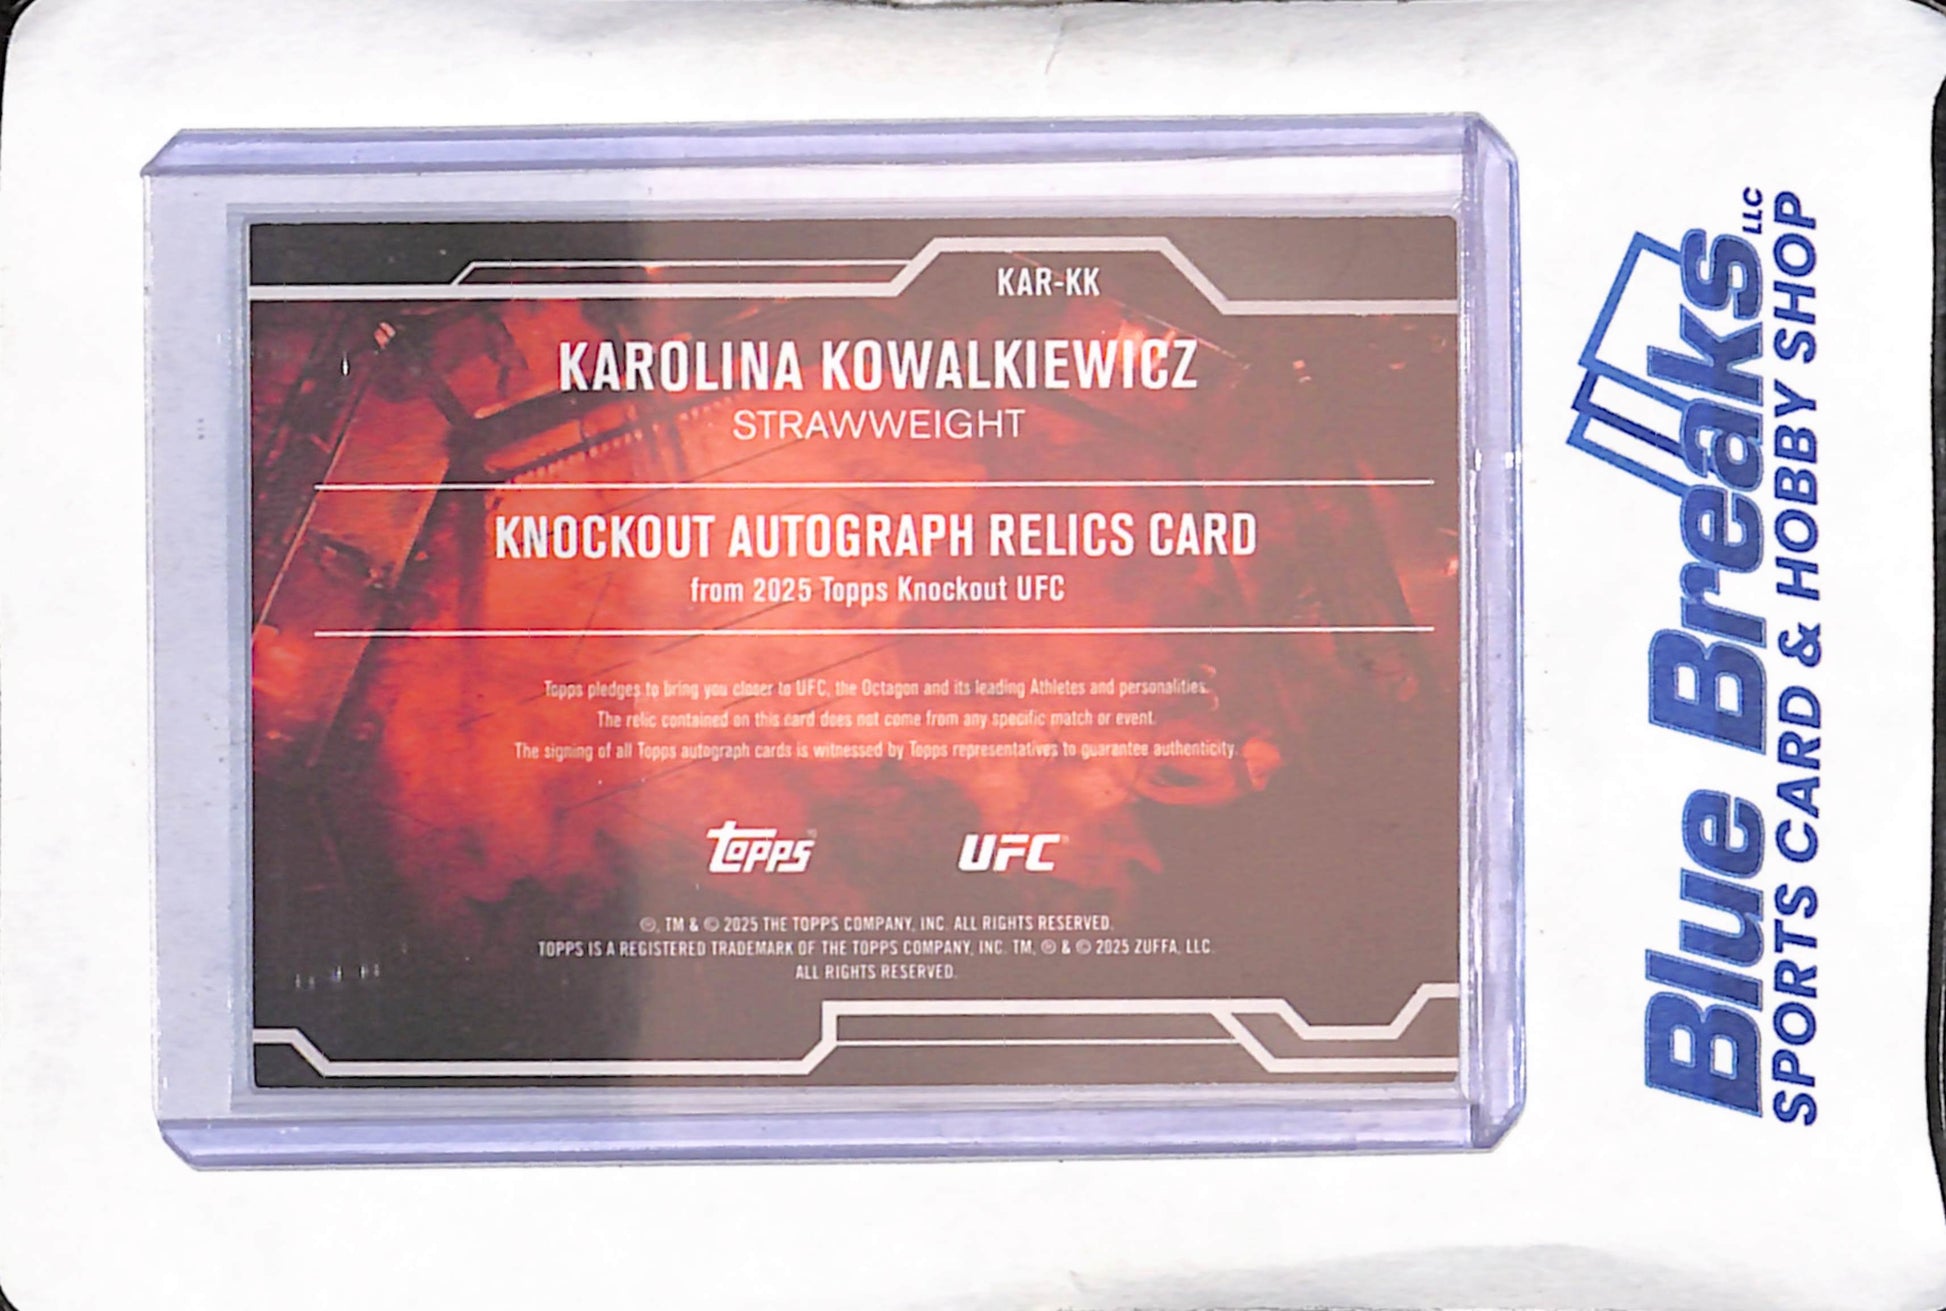 KAR-KK
KAROLINA KOWALKIEWICZ
STRAWWEIGHT
KNOCKOUT AUTOGRAPH RELICS CARD
from 2025 Topps Knockout UFC
Topps pledges to bring you closer to UFC, the Octagon and its leading Athletes and personalities.
The relic contained on this card does not come from any specific match or event.
The signing of all Topps autograph cards is witnessed by Topps representatives to guarantee authenticity.
Topps®
UFC®
®, TM & © 2025 THE TOPPS COMPANY, INC. ALL RIGHTS RESERVED.
TOPPS IS A REGISTERED TRADEMARK OF THE TOPPS COMPANY, INC. TM, ® & © 2025 ZUFFA, LLC.
ALL RIGHTS RESERVED.
Blue Breaks LLC
SPORTS CARD & HOBBY SHOP